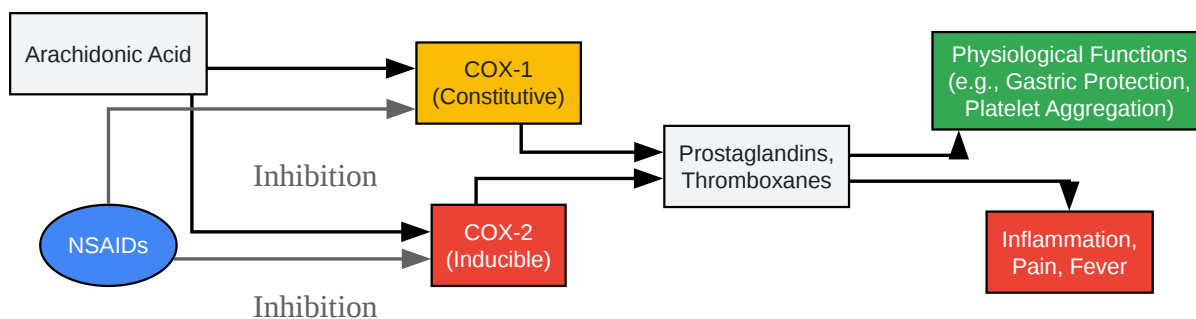 Arachidonic Acid
COX-1
(Constitutive)
Physiological Functions
(e.g., Gastric Protection,
Platelet Aggregation)
Inhibition
Prostaglandins,
Thromboxanes
NSAIDs
COX-2
(Inducible)
Inflammation,
Pain, Fever
Inhibition